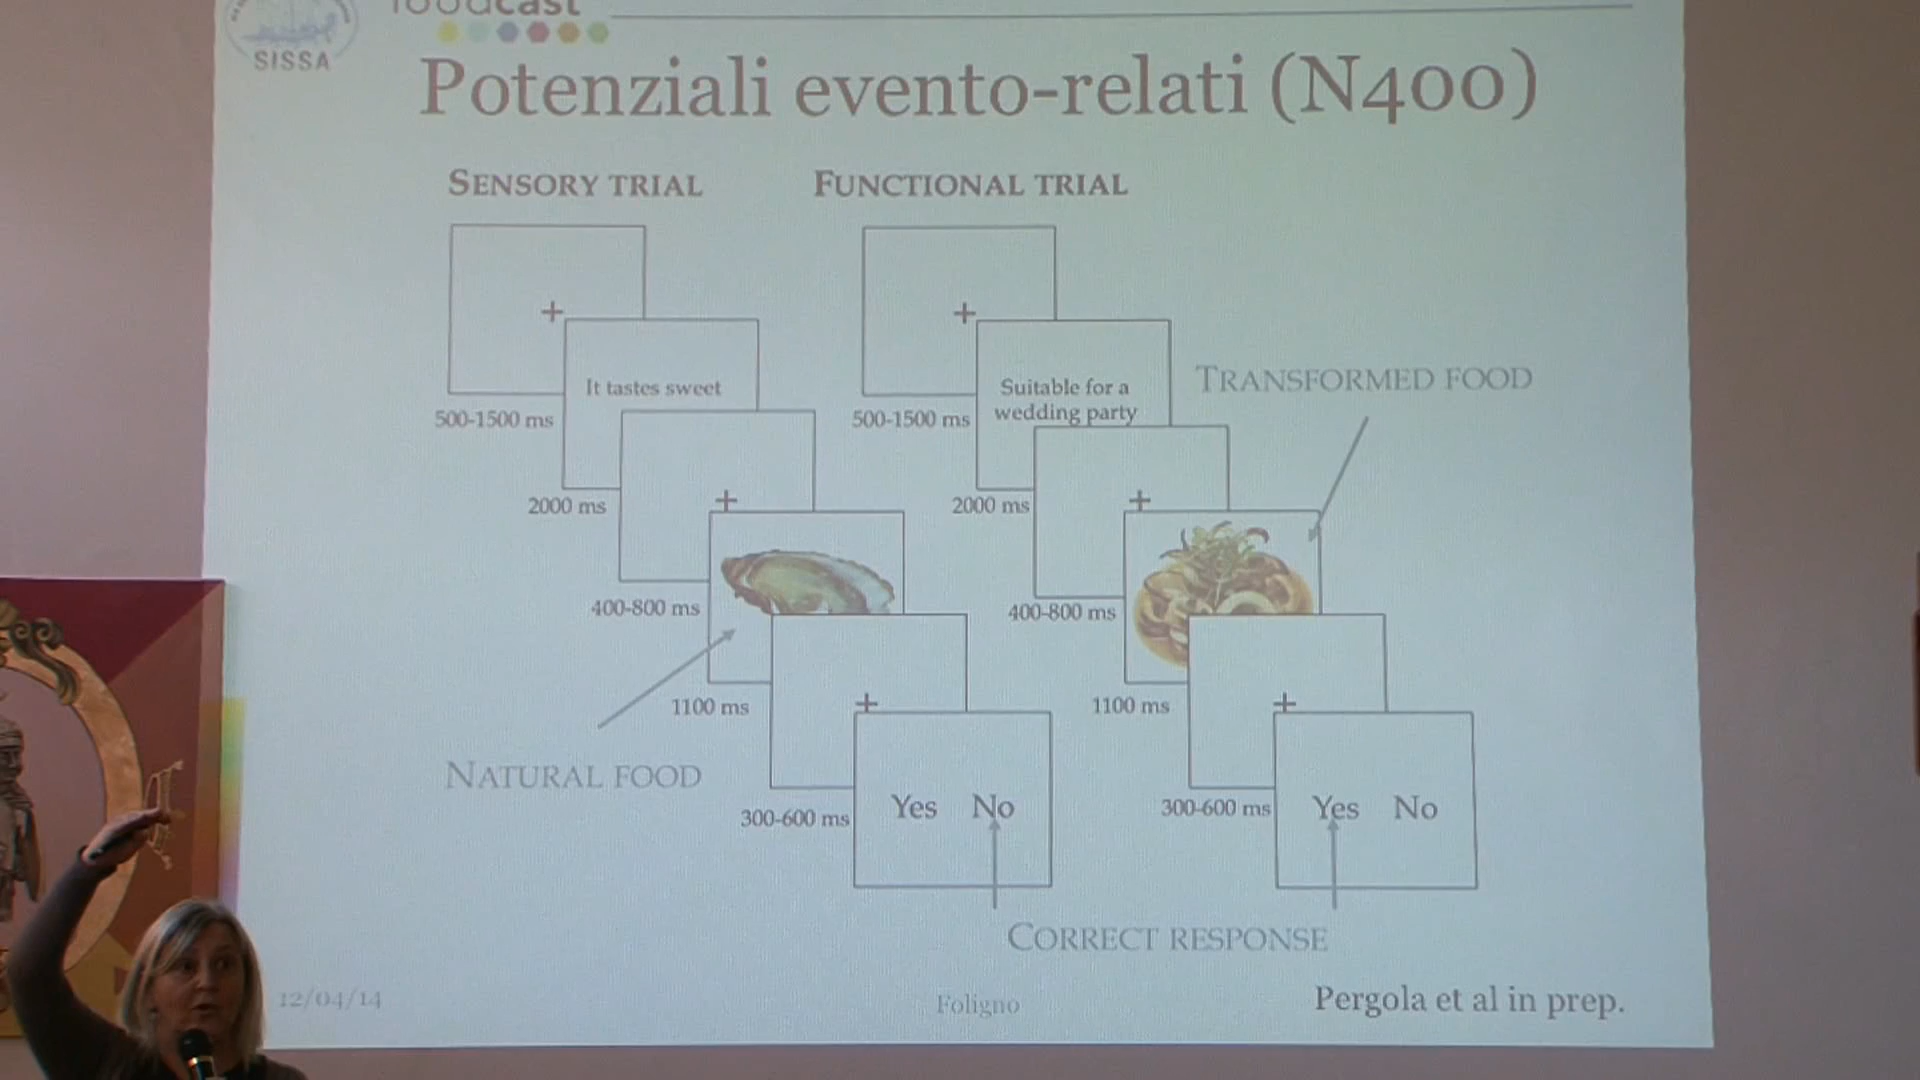 foodcast
SISSA
Potenziali evento-relati (N400)
SENSORY TRIAL
FUNCTIONAL TRIAL
+
It tastes sweet
500-1500 ms
+
2000 ms
400-800 ms
NATURAL FOOD
1100 ms
+
300-600 ms
Yes No
+
Suitable for a
wedding party
500-1500 ms
TRANSFORMED FOOD
+
2000 ms
400-800 ms
1100 ms
+
300-600 ms
Yes No
CORRECT RESPONSE
12/04/14
Foligno
Pergola et al in prep.